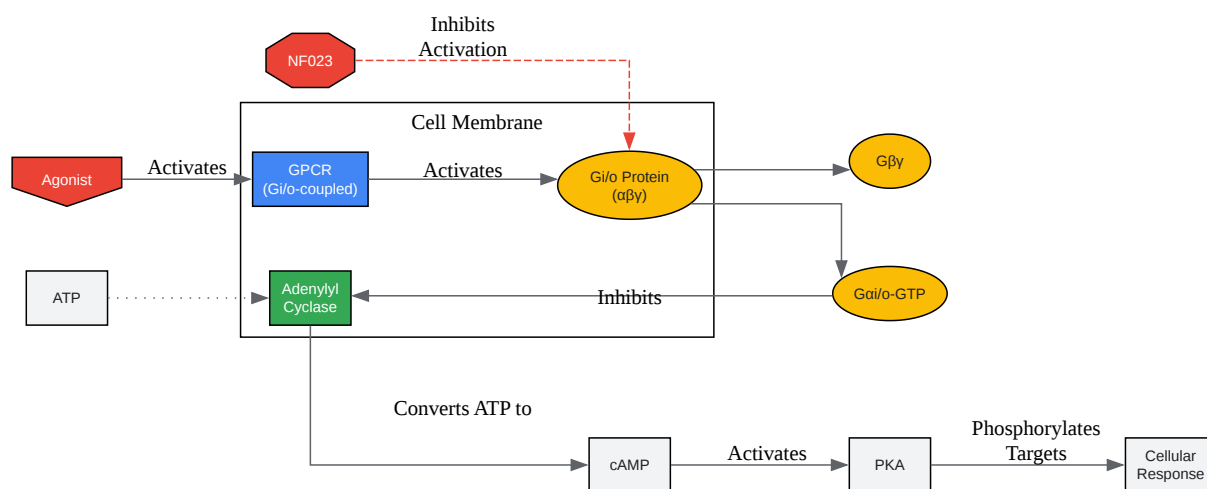 Inhibits
Activation
NF023
Cell Membrane
Agonist
Activates
GPCR
(Gi/o-coupled)
Activates
Gi/o Protein
(αβγ)
Gβγ
ATP
Adenylyl
Cyclase
Inhibits
Gαi/o-GTP
Converts ATP to
cAMP
Activates
PKA
Phosphorylates
Targets
Cellular
Response